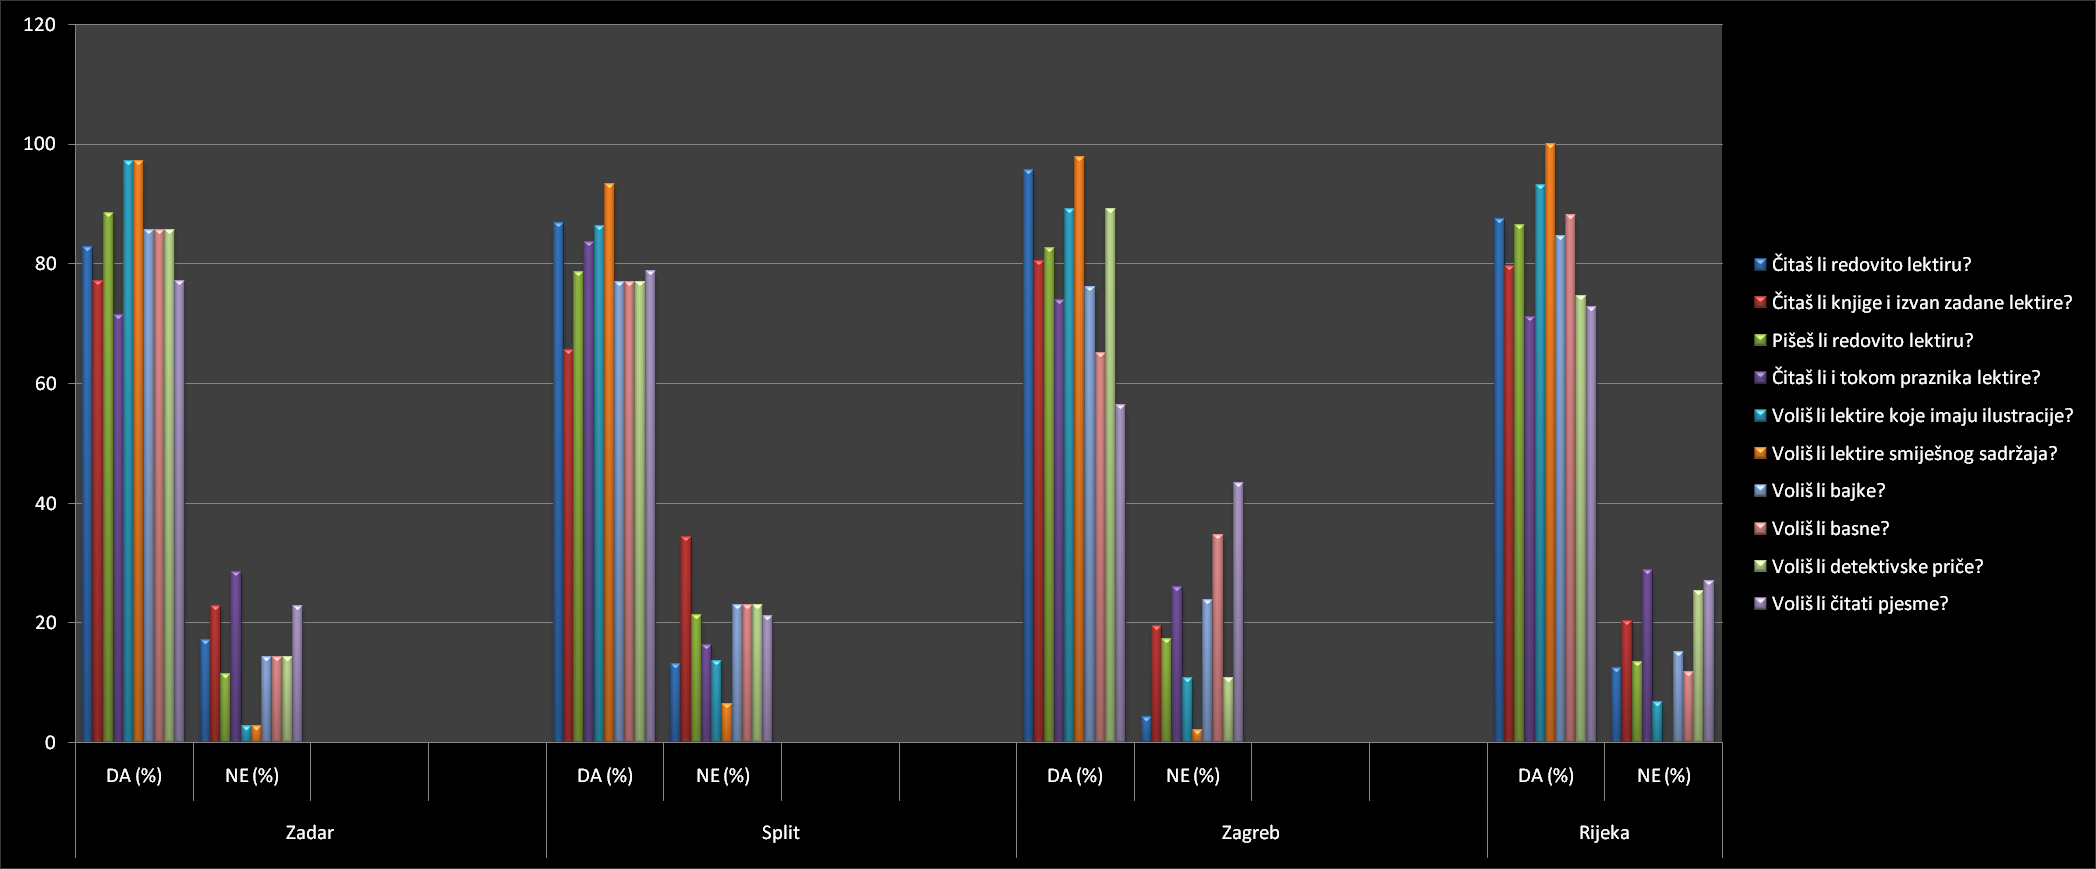 120
100
80
60
40
20
0
DA (%) NE (%) DA (%) NE (%) DA (%) NE (%) DA (%) NE (%)
Zadar Split Zagreb Rijeka
Čitaš li redovito lektiru?
Čitaš li knjige i izvan zadane lektire?
Pišeš li redovito lektiru?
Čitaš li i tokom praznika lektire?
Voliš li lektire koje imaju ilustracije?
Voliš li lektire smiješnog sadržaja?
Voliš li bajke?
Voliš li basne?
Voliš li detektivske priče?
Voliš li čitati pjesme?